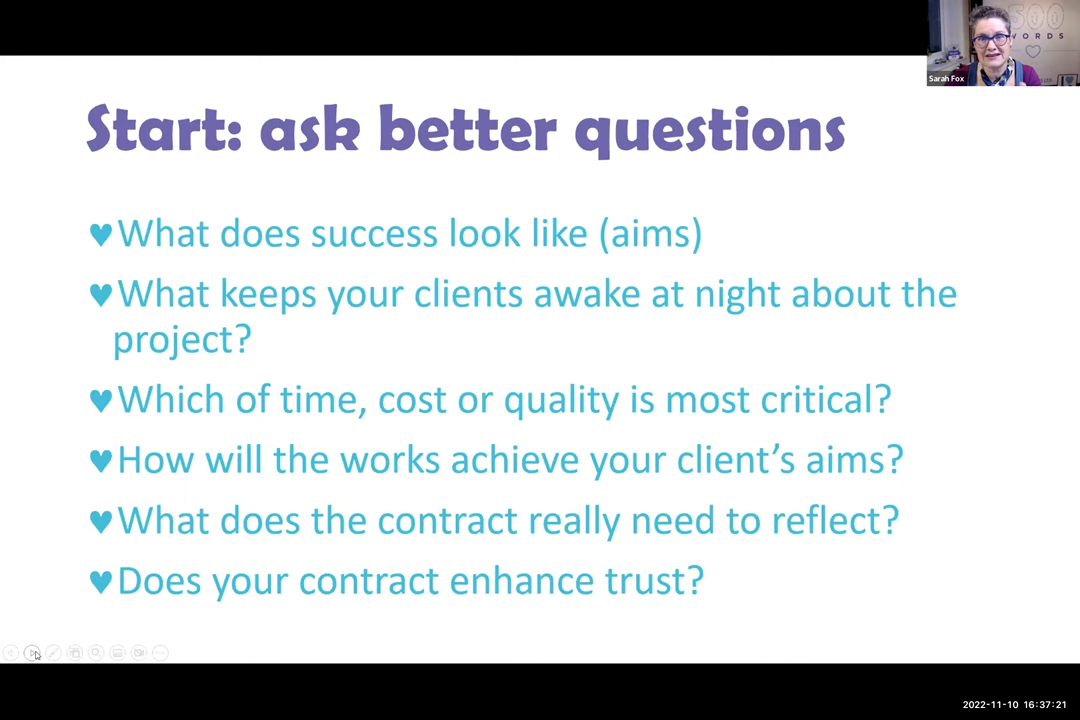 500
WORDS
Sarah Fox
Start: ask better questions
♥What does success look like (aims)
♥What keeps your clients awake at night about the
project?
♥Which of time, cost or quality is most critical?
♥How will the works achieve your client’s aims?
♥What does the contract really need to reflect?
♥Does your contract enhance trust?
2022-11-10 16:37:21